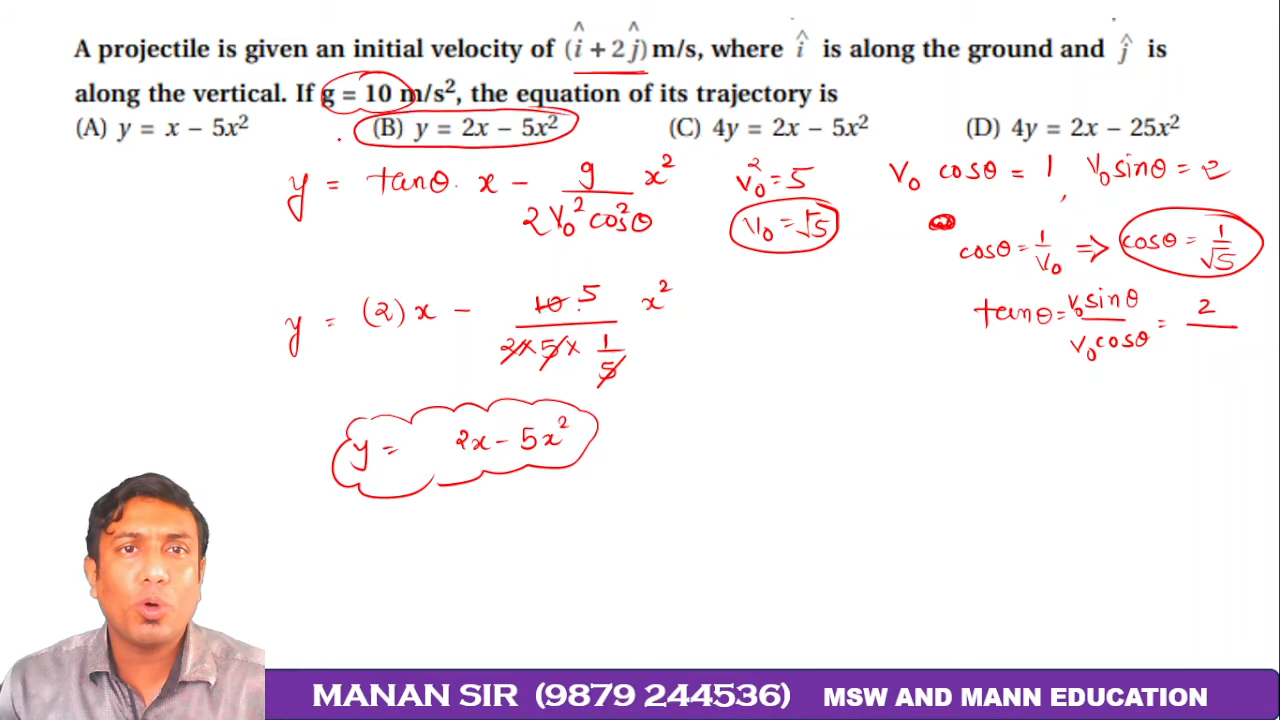 A projectile is given an initial velocity of (î + 2ĵ) m/s, where î is along the ground and ĵ is
along the vertical. If g = 10 m/s², the equation of its trajectory is
(A) y = x − 5x² (B) y = 2x − 5x² (C) 4y = 2x − 5x² (D) 4y = 2x − 25x²
y = tanθ. x − g/(2V₀²cos²θ) x²
V₀² = 5
V₀ = √5
V₀ cosθ = 1, V₀ sinθ = 2
cosθ = 1/V₀ ⇒ cosθ = 1/√5
tanθ = V₀sinθ/V₀cosθ = 2
y = (2)x − 10 5/(2×5×1/5) x²
y = 2x − 5x²
MANAN SIR (9879 244536) MSW AND MANN EDUCATION